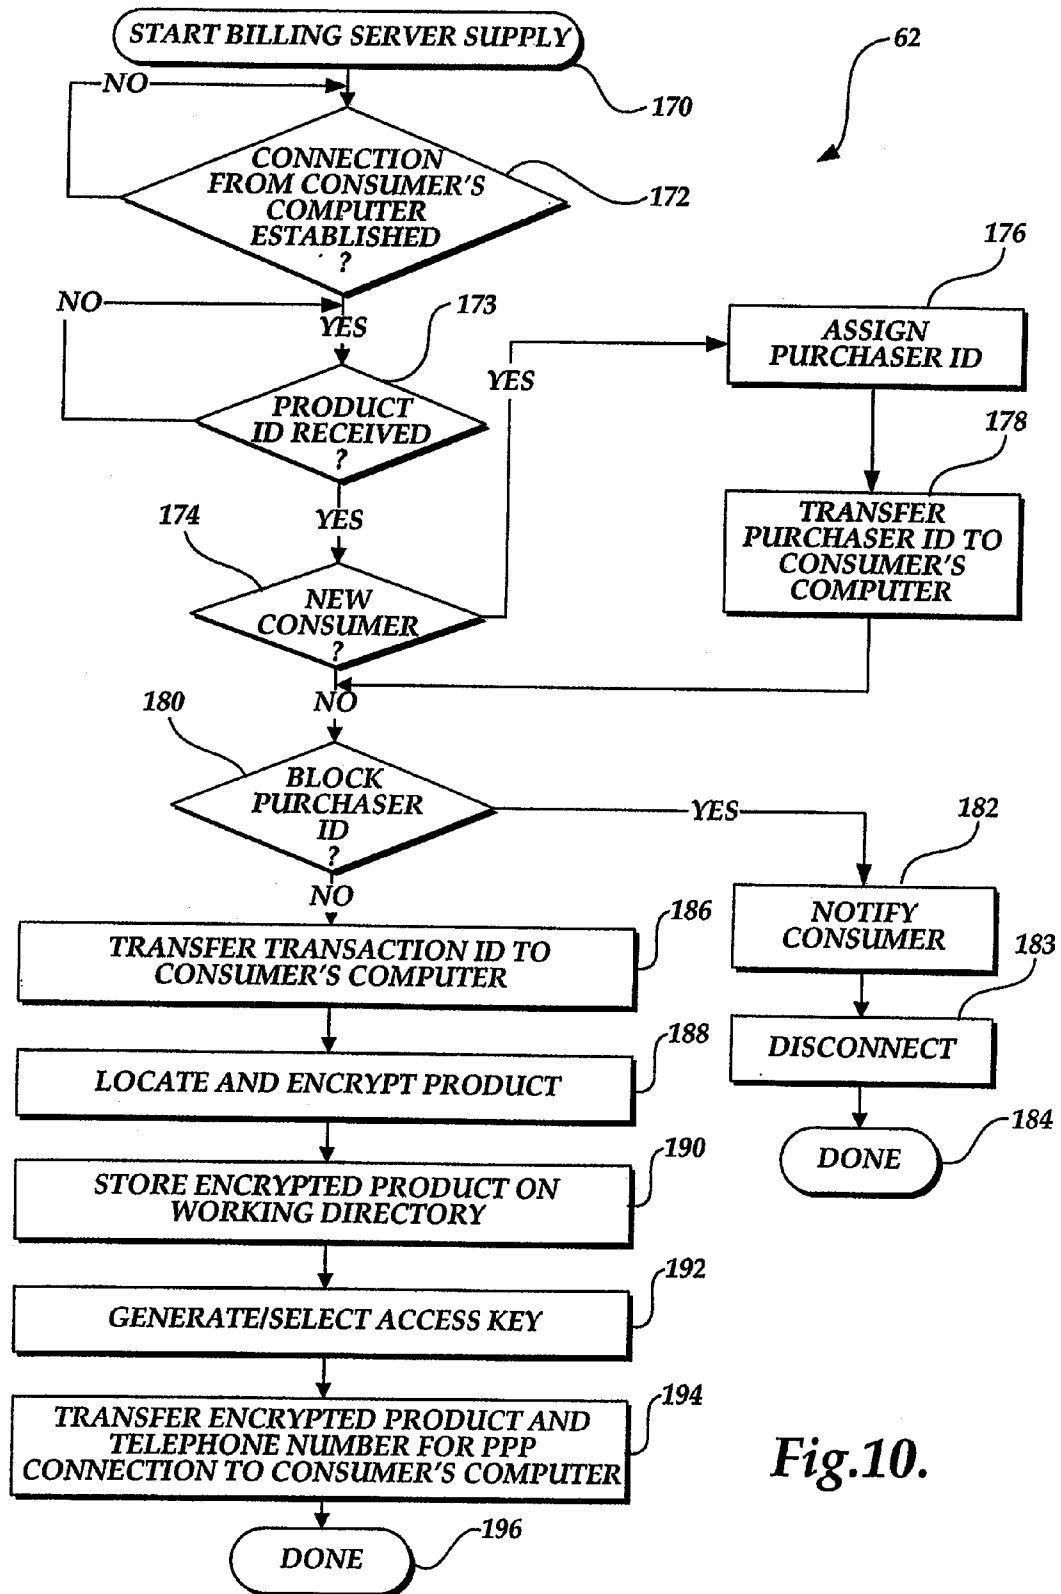 START BILLING SERVER SUPPLY
62
NO
170
CONNECTION
FROM CONSUMER'S
COMPUTER
ESTABLISHED
?
172
176
NO
173
YES
ASSIGN
PURCHASER ID
YES
PRODUCT
ID RECEIVED
?
178
174
YES
TRANSFER
PURCHASER ID TO
CONSUMER'S
COMPUTER
NEW
CONSUMER
?
180
NO
BLOCK
PURCHASER
ID
?
YES
182
NO
186
NOTIFY
CONSUMER
TRANSFER TRANSACTION ID TO
CONSUMER'S COMPUTER
183
188
DISCONNECT
LOCATE AND ENCRYPT PRODUCT
184
190
DONE
STORE ENCRYPTED PRODUCT ON
WORKING DIRECTORY
192
GENERATE/SELECT ACCESS KEY
194
TRANSFER ENCRYPTED PRODUCT AND
TELEPHONE NUMBER FOR PPP
CONNECTION TO CONSUMER'S COMPUTER
Fig.10.
196
DONE